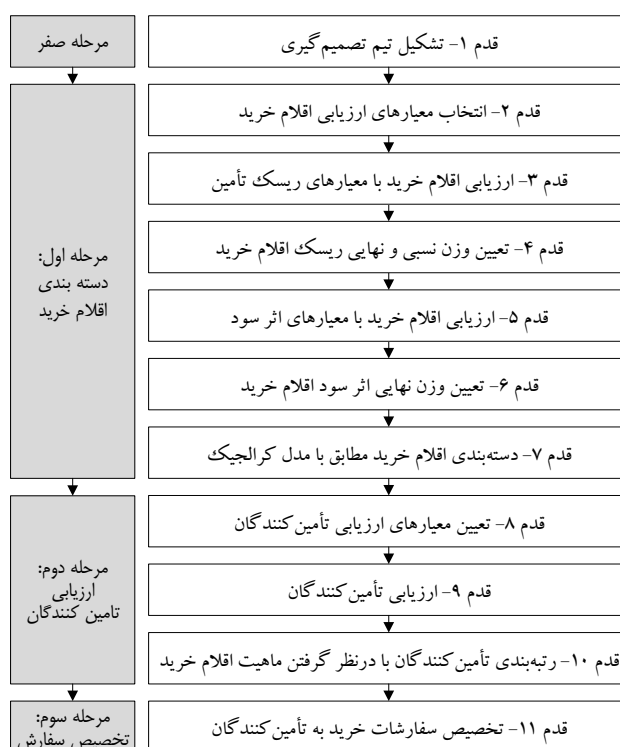 مرحله صفر
قدم ۱- تشکیل تیم تصمیم‌گیری
مرحله اول:
دسته بندی
اقلام خرید
قدم ۲- انتخاب معیارهای ارزیابی اقلام خرید
قدم ۳- ارزیابی اقلام خرید با معیارهای ریسک تأمین
قدم ۴- تعیین وزن نسبی و نهایی ریسک اقلام خرید
قدم ۵- ارزیابی اقلام خرید با معیارهای اثر سود
قدم ۶- تعیین وزن نهایی اثر سود اقلام خرید
قدم ۷- دسته‌بندی اقلام خرید مطابق با مدل کرالجیک
مرحله دوم:
ارزیابی
تامین کنندگان
قدم ۸- تعیین معیارهای ارزیابی تأمین‌کنندگان
قدم ۹- ارزیابی تأمین‌کنندگان
قدم ۱۰- رتبه‌بندی تأمین‌کنندگان با درنظر گرفتن ماهیت اقلام خرید
مرحله سوم:
تخصیص سفارش
قدم ۱۱- تخصیص سفارشات خرید به تأمین‌کنندگان